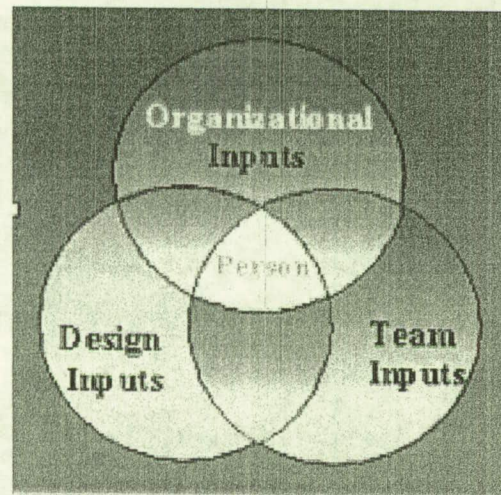 Organizational
Inputs
Person
Design
Inputs
Team
Inputs